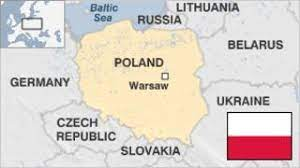 Baltic
Sea
RUSSIA
LITHUANIA
BELARUS
POLAND
Warsaw
GERMANY
UKRAINE
CZECH
REPUBLIC
SLOVAKIA